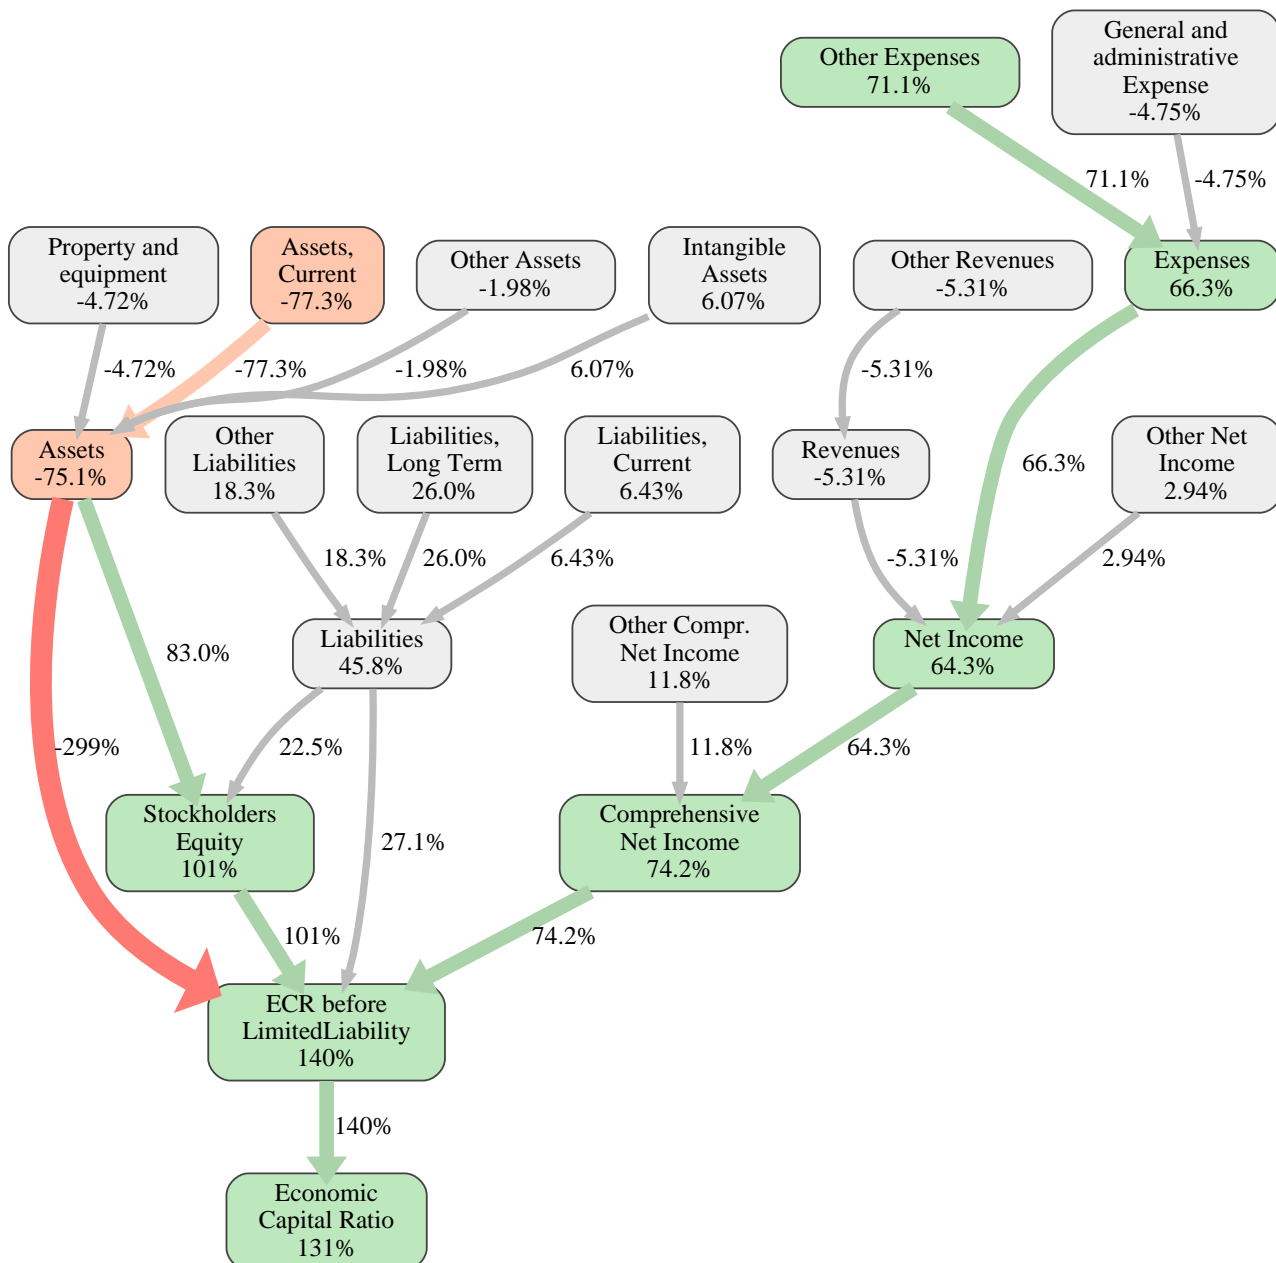 Other Expenses
71.1%
General and
administrative
Expense
-4.75%
71.1%
-4.75%
Property and
equipment
-4.72%
Assets,
Current
-77.3%
Other Assets
-1.98%
Intangible
Assets
6.07%
Other Revenues
-5.31%
Expenses
66.3%
-4.72%
-77.3%
-1.98%
6.07%
-5.31%
Assets
-75.1%
Other
Liabilities
18.3%
Liabilities,
Long Term
26.0%
Liabilities,
Current
6.43%
Revenues
-5.31%
66.3%
Other Net
Income
2.94%
18.3%
26.0%
6.43%
-5.31%
2.94%
83.0%
Liabilities
45.8%
Other Compr.
Net Income
11.8%
Net Income
64.3%
-299%
22.5%
11.8%
64.3%
Stockholders
Equity
101%
27.1%
Comprehensive
Net Income
74.2%
101%
74.2%
ECR before
LimitedLiability
140%
140%
Economic
Capital Ratio
131%